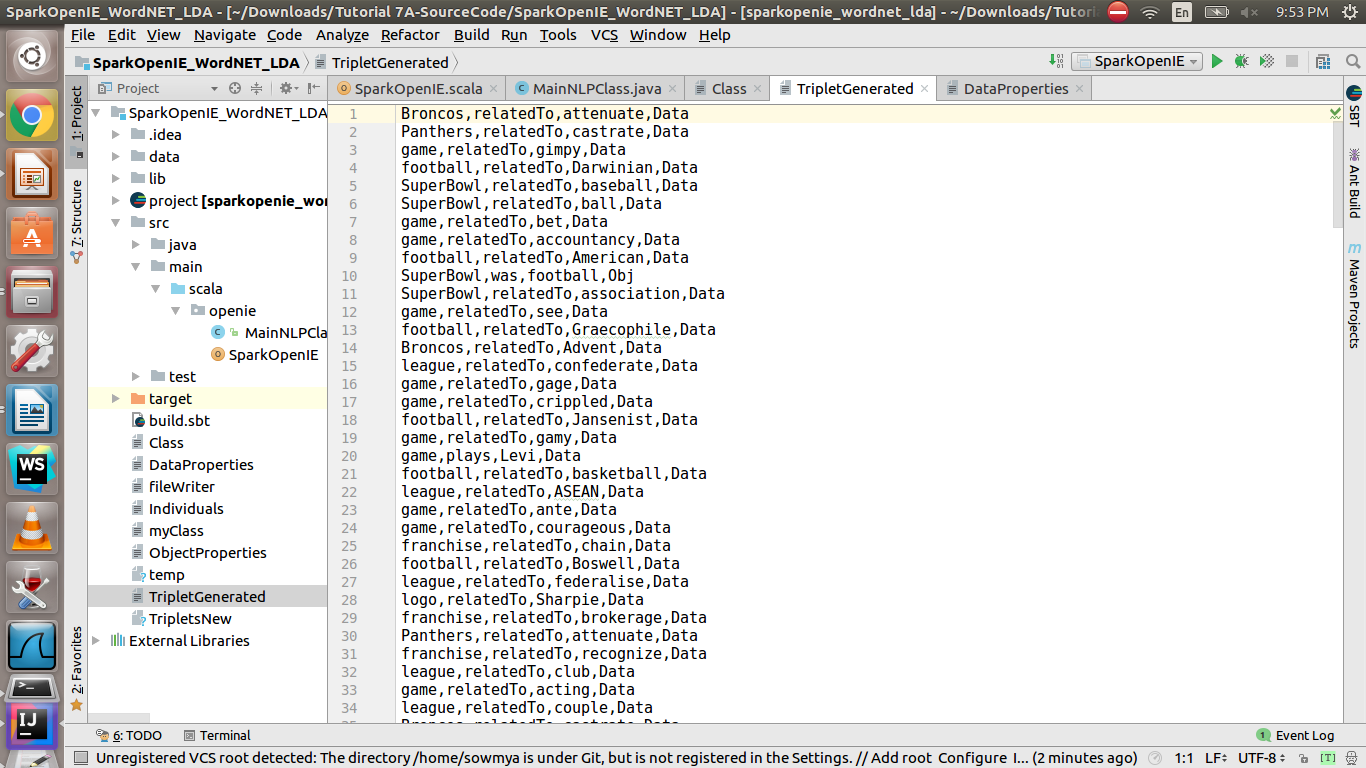 SparkOpenIE_WordNET_LDA - [~/Downloads/Tutorial 7A-SourceCode/SparkOpenIE_WordNET_LDA] - [sparkopenie_wordnet_lda] - ~/Downloads/Tutor
En
9:53 PM
File Edit View Navigate Code Analyze Refactor Build Run Tools VCS Window Help
SparkOpenIE_WordNET_LDA TripletGenerated
SparkOpenIE
Project
SparkOpenIE.scala MainNLPClass.java Class TripletGenerated DataProperties
1: Project
7: Structure
2: Favorites
SparkOpenIE_WordNET_LDA
.idea
data
lib
project [sparkopenie_wor
src
java
main
scala
openie
MainNLPCla
SparkOpenIE
test
target
build.sbt
Class
DataProperties
fileWriter
Individuals
myClass
ObjectProperties
temp
TripletGenerated
TripletsNew
External Libraries
1 Broncos,relatedTo,attenuate,Data
2 Panthers,relatedTo,castrate,Data
3 game,relatedTo,gimpy,Data
4 football,relatedTo,Darwinian,Data
5 SuperBowl,relatedTo,baseball,Data
6 SuperBowl,relatedTo,ball,Data
7 game,relatedTo,bet,Data
8 game,relatedTo,accountancy,Data
9 football,relatedTo,American,Data
10 SuperBowl,was,football,Obj
11 SuperBowl,relatedTo,association,Data
12 game,relatedTo,see,Data
13 football,relatedTo,Graecophile,Data
14 Broncos,relatedTo,Advent,Data
15 league,relatedTo,confederate,Data
16 game,relatedTo,gage,Data
17 game,relatedTo,crippled,Data
18 football,relatedTo,Jansenist,Data
19 game,relatedTo,gamy,Data
20 game,plays,Levi,Data
21 football,relatedTo,basketball,Data
22 league,relatedTo,ASEAN,Data
23 game,relatedTo,ante,Data
24 game,relatedTo,courageous,Data
25 franchise,relatedTo,chain,Data
26 football,relatedTo,Boswell,Data
27 league,relatedTo,federalise,Data
28 logo,relatedTo,Sharpie,Data
29 franchise,relatedTo,brokerage,Data
30 Panthers,relatedTo,attenuate,Data
31 franchise,relatedTo,recognize,Data
32 league,relatedTo,club,Data
33 game,relatedTo,acting,Data
34 league,relatedTo,couple,Data
SBT
Ant Build
Maven Projects
WS
IJ
6: TODO Terminal
1 Event Log
Unregistered VCS root detected: The directory /home/sowmya is under Git, but is not registered in the Settings. // Add root Configure I... (2 minutes ago)
1:1 LF UTF-8 [T]